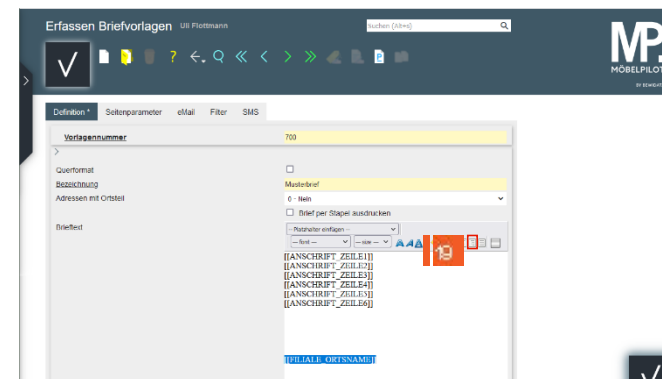 Erfassen Briefvorlagen Uli Flottmann
Suchen (Alt+s)
MP.
MÖBELPILOT
Definition * Seitenparameter eMail Filter SMS
Vorlagennummer 700
Querformat
Bezeichnung Musterbrief
Adressen mit Ortsteil 0 - Nein
Brief per Stapel ausdrucken
Brieftext -- Platzhalter einfügen --
-- font -- -- size -- A A A
19
[[ANSCHRIFT_ZEILE1]]
[[ANSCHRIFT_ZEILE2]]
[[ANSCHRIFT_ZEILE3]]
[[ANSCHRIFT_ZEILE4]]
[[ANSCHRIFT_ZEILE5]]
[[ANSCHRIFT_ZEILE6]]
[[FILIALE_ORTSNAME]]